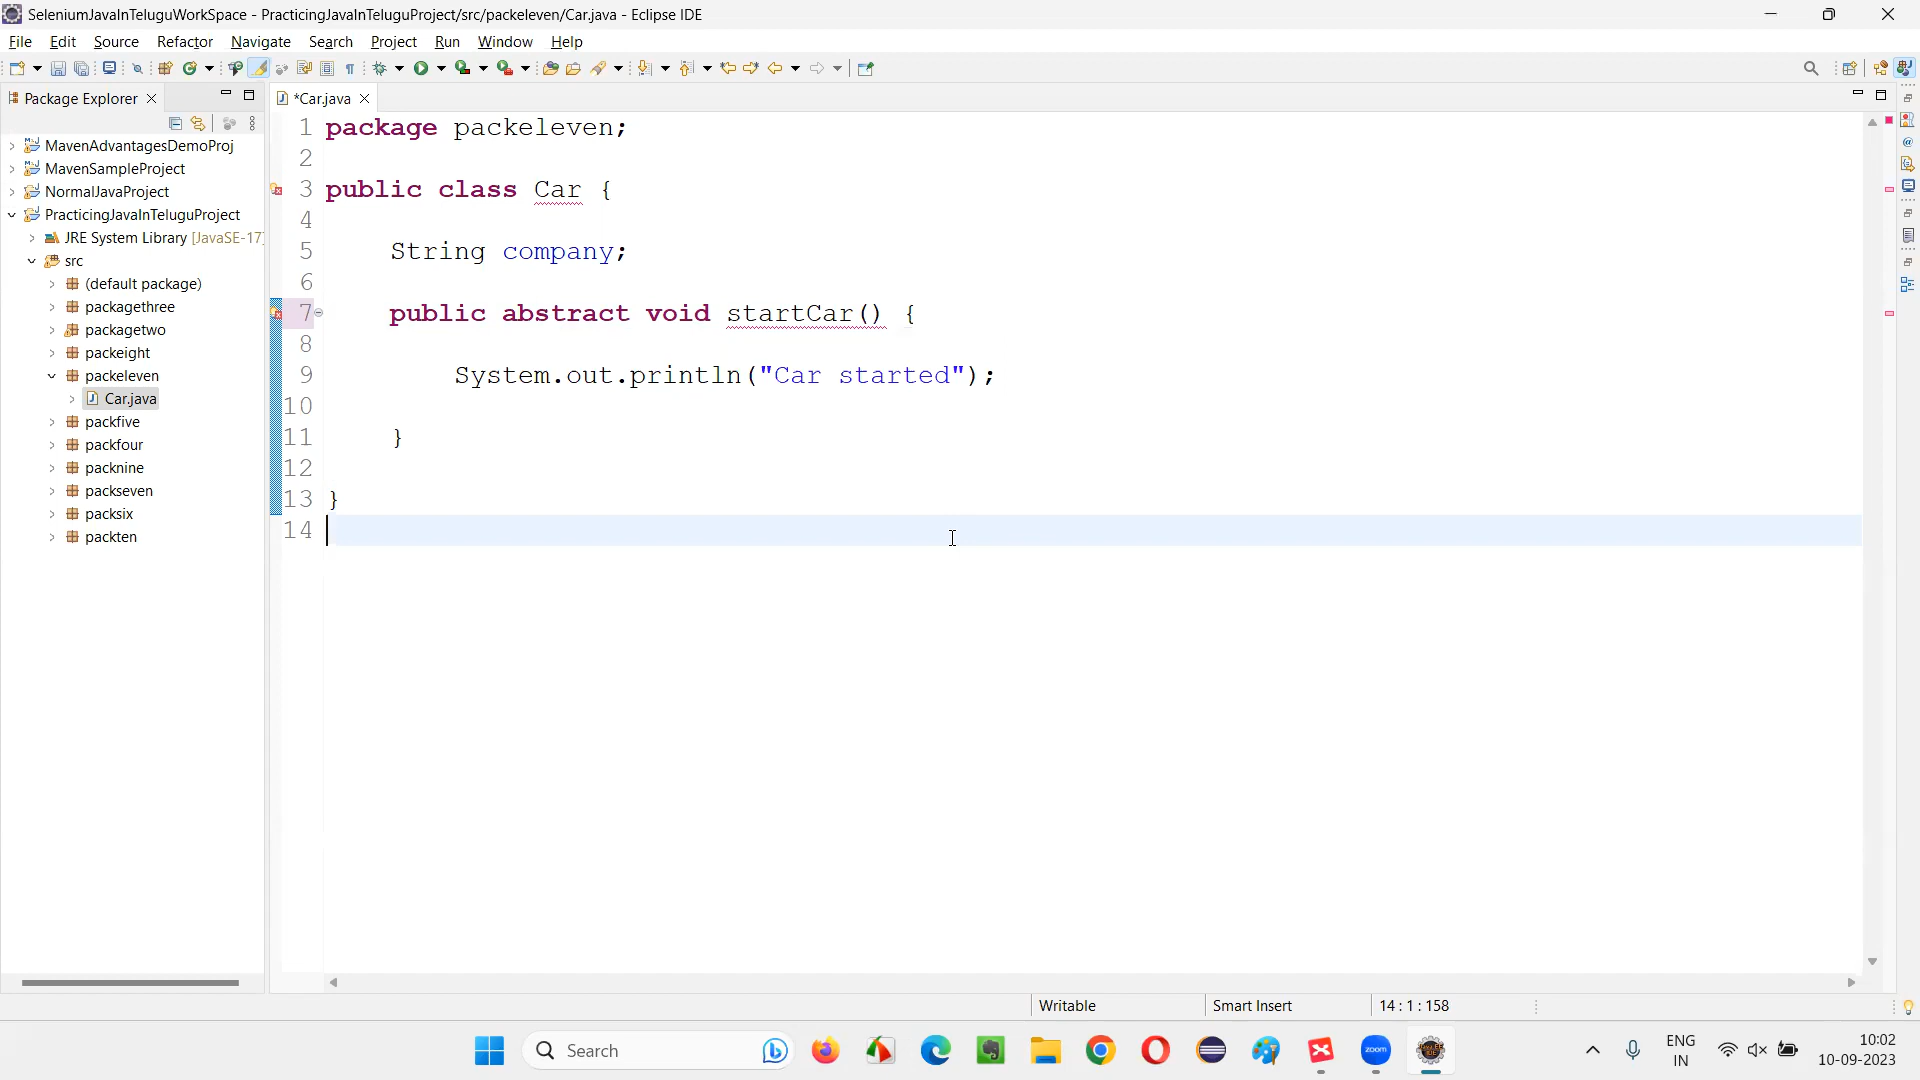 SeleniumJavaInTeluguWorkSpace - PracticingJavaInTeluguProject/src/packeleven/Car.java - Eclipse IDE
File Edit Source Refactor Navigate Search Project Run Window Help
Package Explorer
*Car.java
MavenAdvantagesDemoProj
MavenSampleProject
NormalJavaProject
PracticingJavaInTeluguProject
JRE System Library [JavaSE-17]
src
(default package)
packagethree
packagetwo
packeight
packeleven
Car.java
packfive
packfour
packnine
packseven
packsix
packten
1 package packeleven;
2
3 public class Car {
4
5 String company;
6
7 public abstract void startCar() {
8
9 System.out.println("Car started");
10
11 }
12
13 }
14
Writable Smart Insert 14 : 1 : 158
Search
zoom
ENG
IN
10:02
10-09-2023